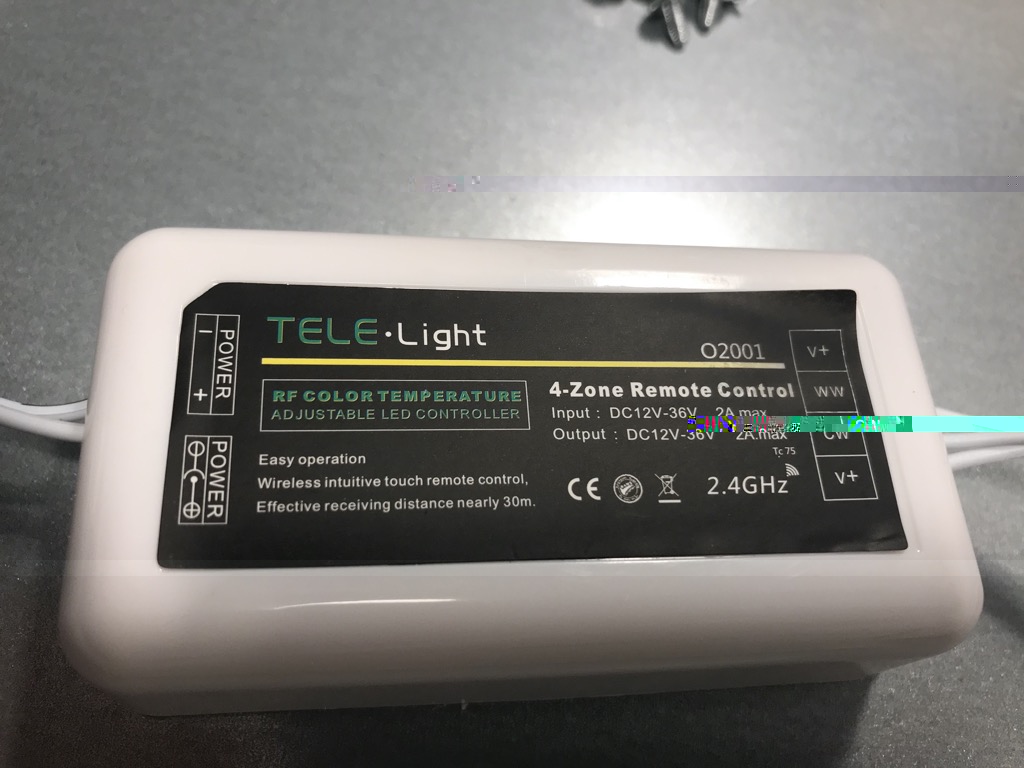 TELE·Light
O2001
RF COLOR TEMPERATURE
ADJUSTABLE LED CONTROLLER
4-Zone Remote Control
Input : DC12V-36V 2A max
Output : DC12V-36V 2A.max
Tc 75
Easy operation
Wireless intuitive touch remote control,
Effective receiving distance nearly 30m.
CE
2.4GHz
POWER
- +
POWER
V+
WW
CW
V+